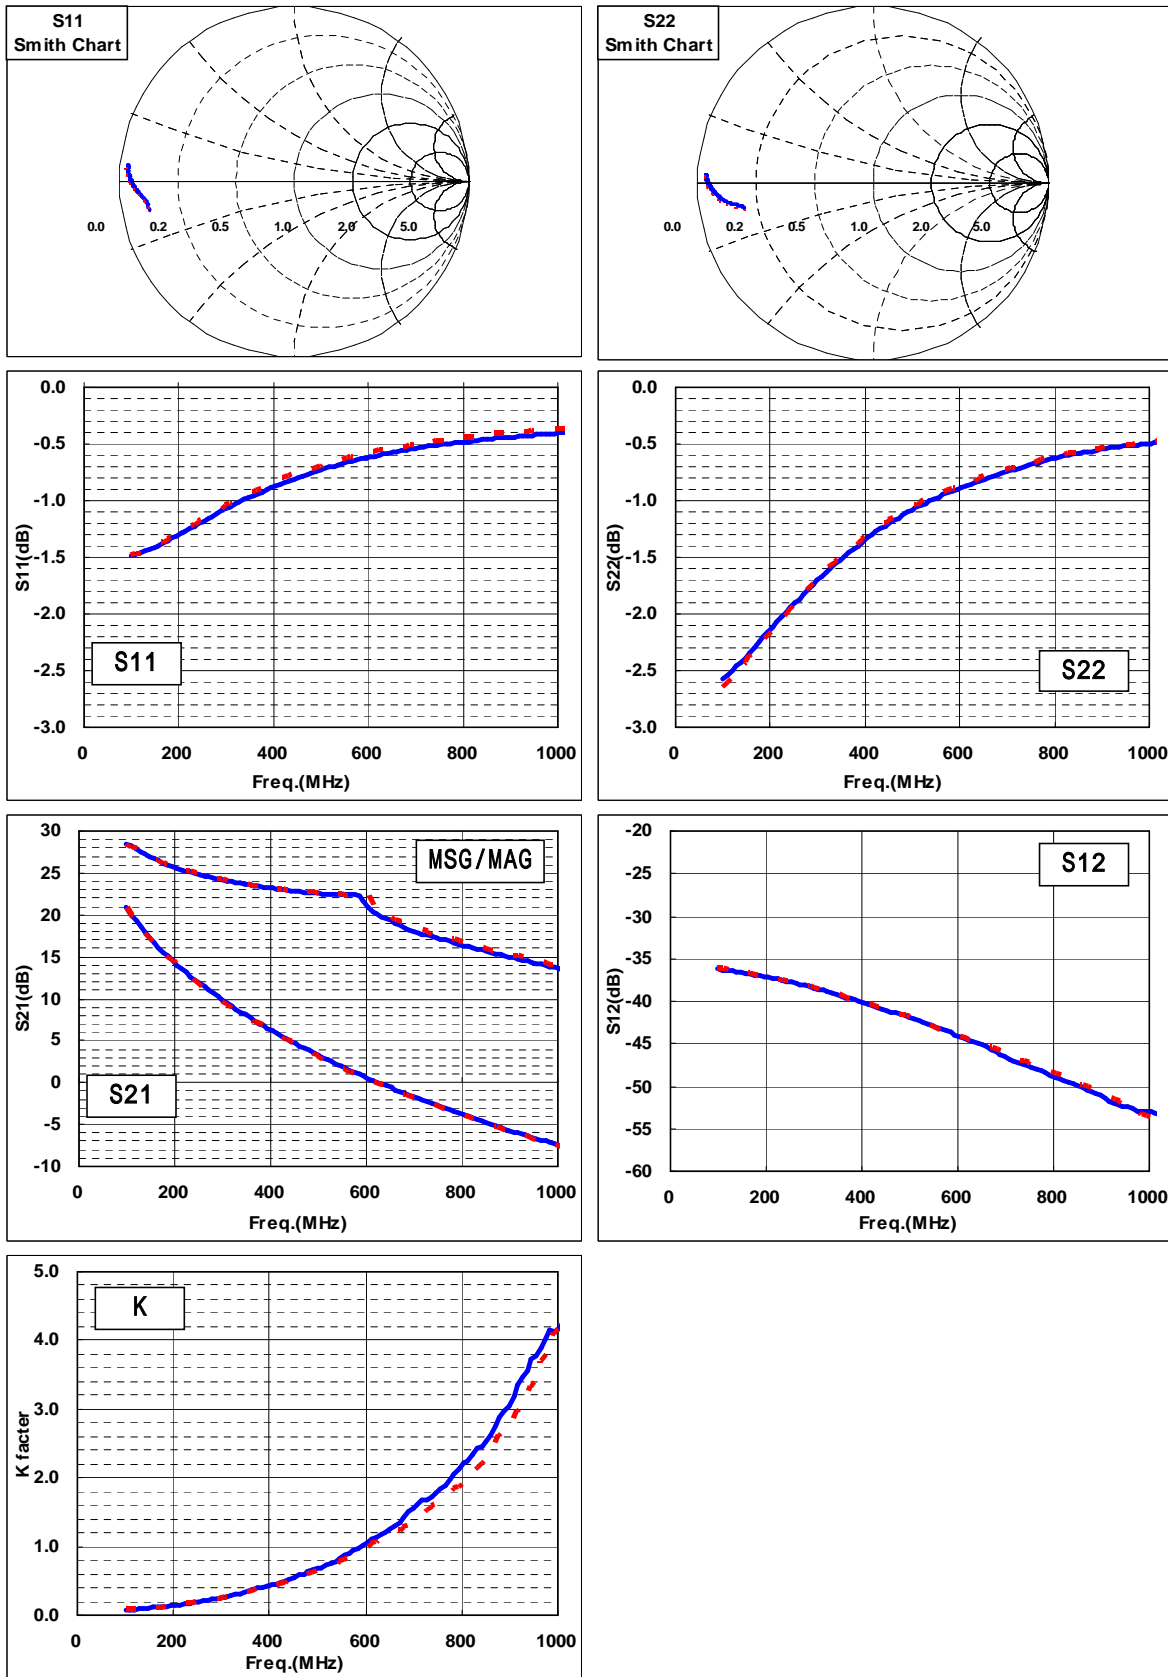 S11
Smith Chart
0.0 0.2 0.5 1.0 2.0 5.0
S22
Smith Chart
0.0 0.2 0.5 1.0 2.0 5.0
0.0
-0.5
-1.0
-1.5
-2.0
-2.5
-3.0
S11(dB)
S11
0 200 400 600 800 1000
Freq.(MHz)
0.0
-0.5
-1.0
-1.5
-2.0
-2.5
-3.0
S22(dB)
S22
0 200 400 600 800 1000
Freq.(MHz)
30
25
20
15
10
5
0
-5
-10
S21(dB)
MSG/MAG
S21
0 200 400 600 800 1000
Freq.(MHz)
-20
-30
-40
-50
-60
S12(dB)
S12
0 200 400 600 800 1000
Freq.(MHz)
5.0
4.0
3.0
2.0
1.0
0.0
K facter
K
0 200 400 600 800 1000
Freq.(MHz)